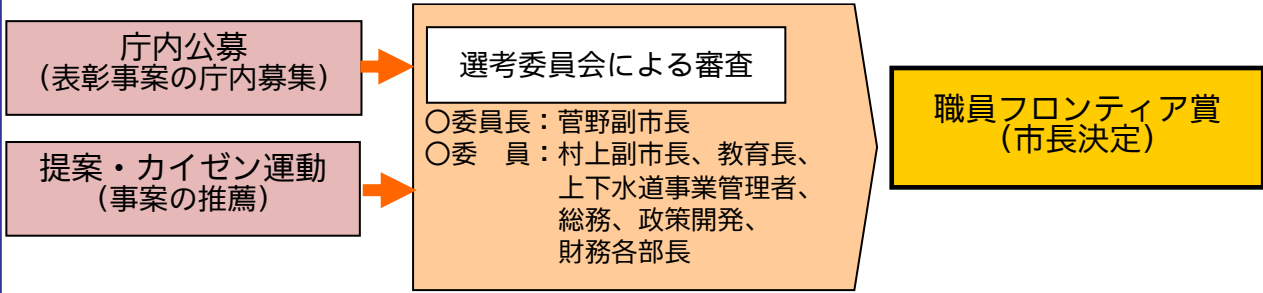 庁内公募
（表彰事案の庁内募集）
提案・カイゼン運動
（事案の推薦）
選考委員会による審査
〇委員長：菅野副市長
〇委　員：村上副市長、教育長、
上下水道事業管理者、
総務、政策開発、
財務各部長
職員フロンティア賞
（市長決定）